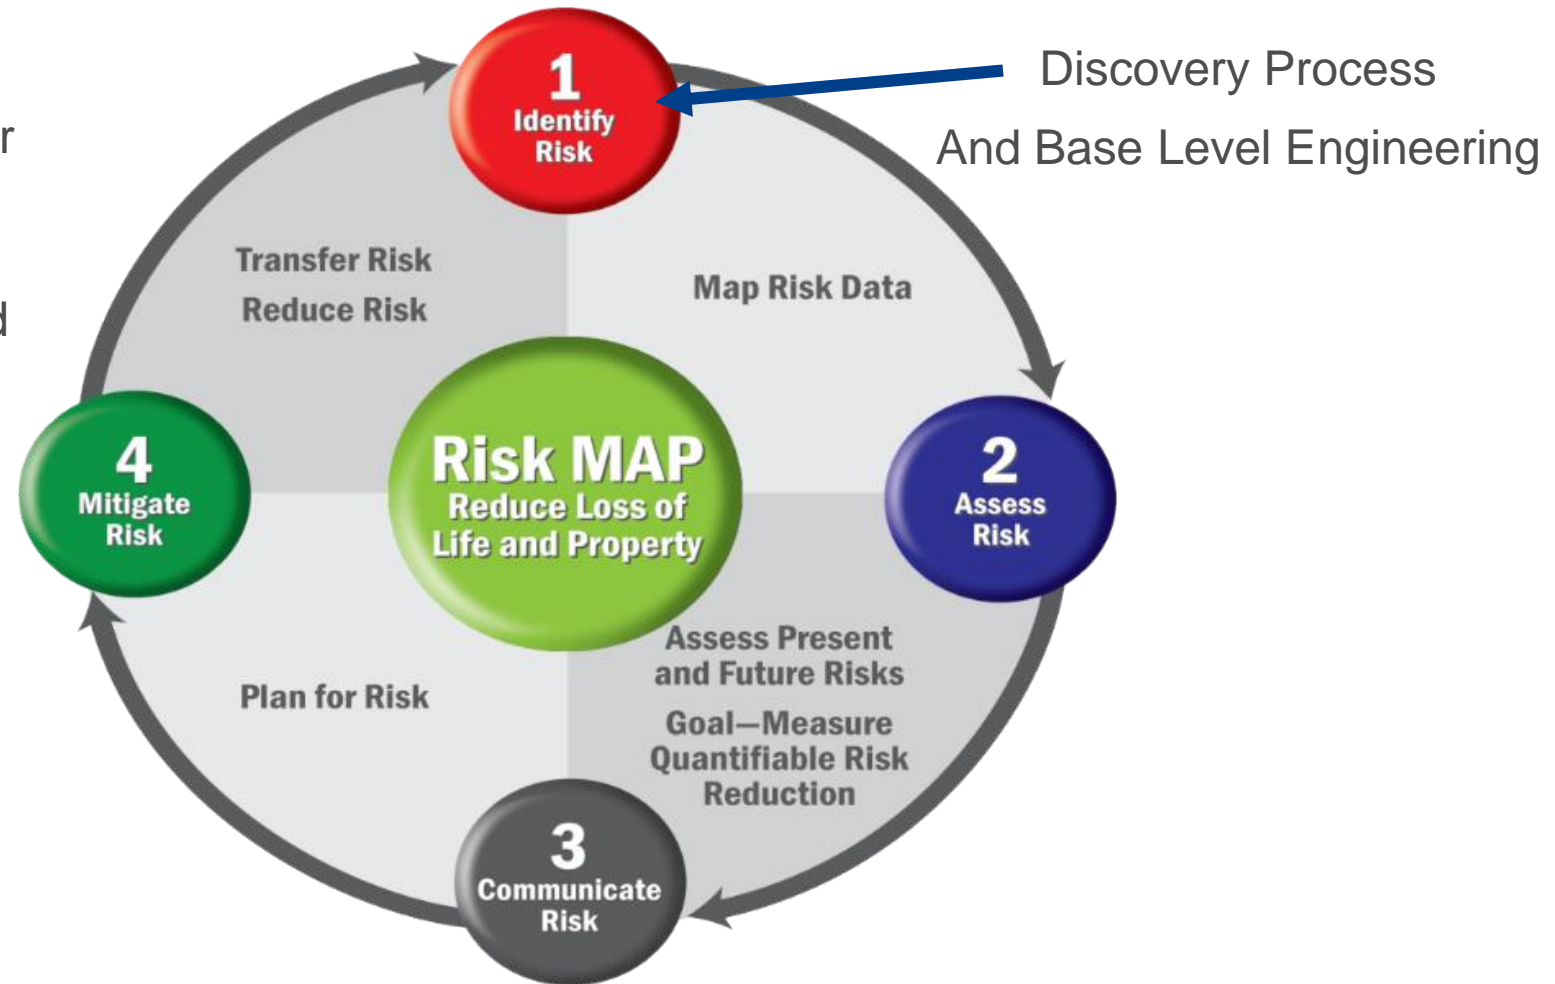 1
Identify
Risk
Discovery Process
And Base Level Engineering
r
d
Transfer Risk
Reduce Risk
Map Risk Data
4
Mitigate
Risk
Risk MAP
Reduce Loss of
Life and Property
2
Assess
Risk
Assess Present
and Future Risks
Goal—Measure
Quantifiable Risk
Reduction
Plan for Risk
3
Communicate
Risk